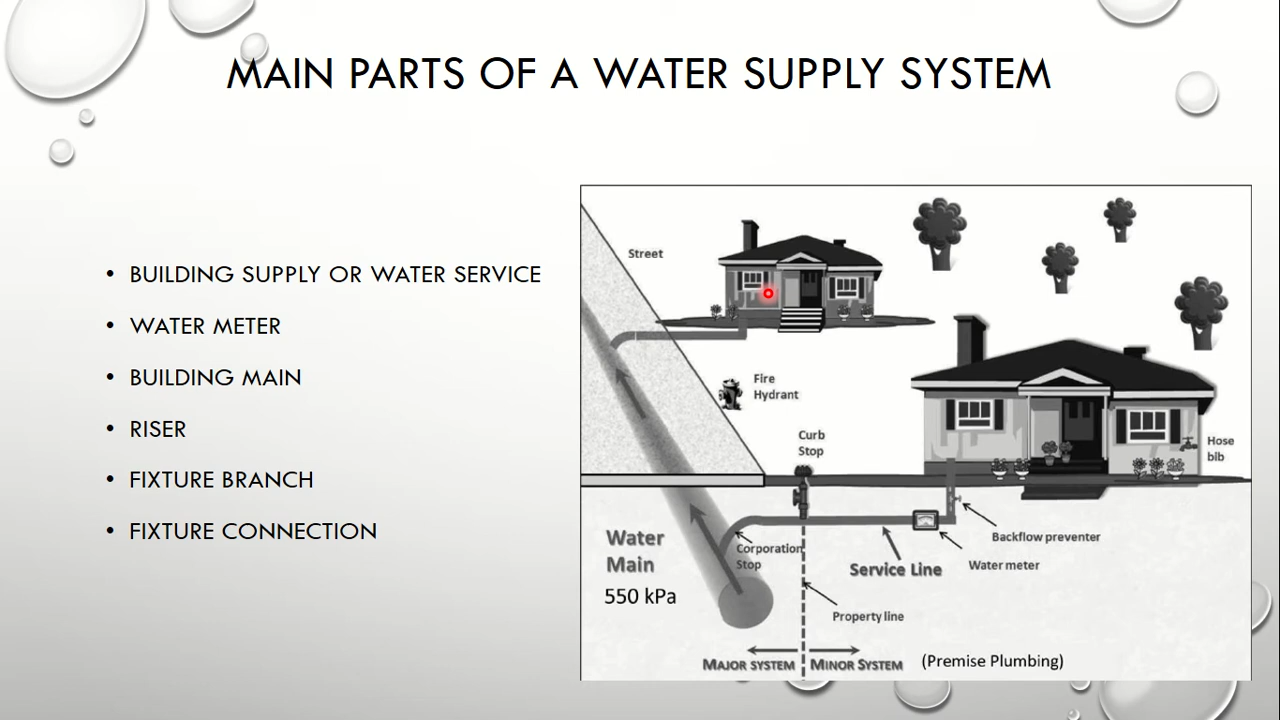 MAIN PARTS OF A WATER SUPPLY SYSTEM
• BUILDING SUPPLY OR WATER SERVICE
• WATER METER
• BUILDING MAIN
• RISER
• FIXTURE BRANCH
• FIXTURE CONNECTION
Street
Fire
Hydrant
Curb
Stop
Hose
bib
Water
Main
550 kPa
Corporation
Stop
Service Line
Backflow preventer
Water meter
Property line
MAJOR SYSTEM
MINOR SYSTEM
(Premise Plumbing)